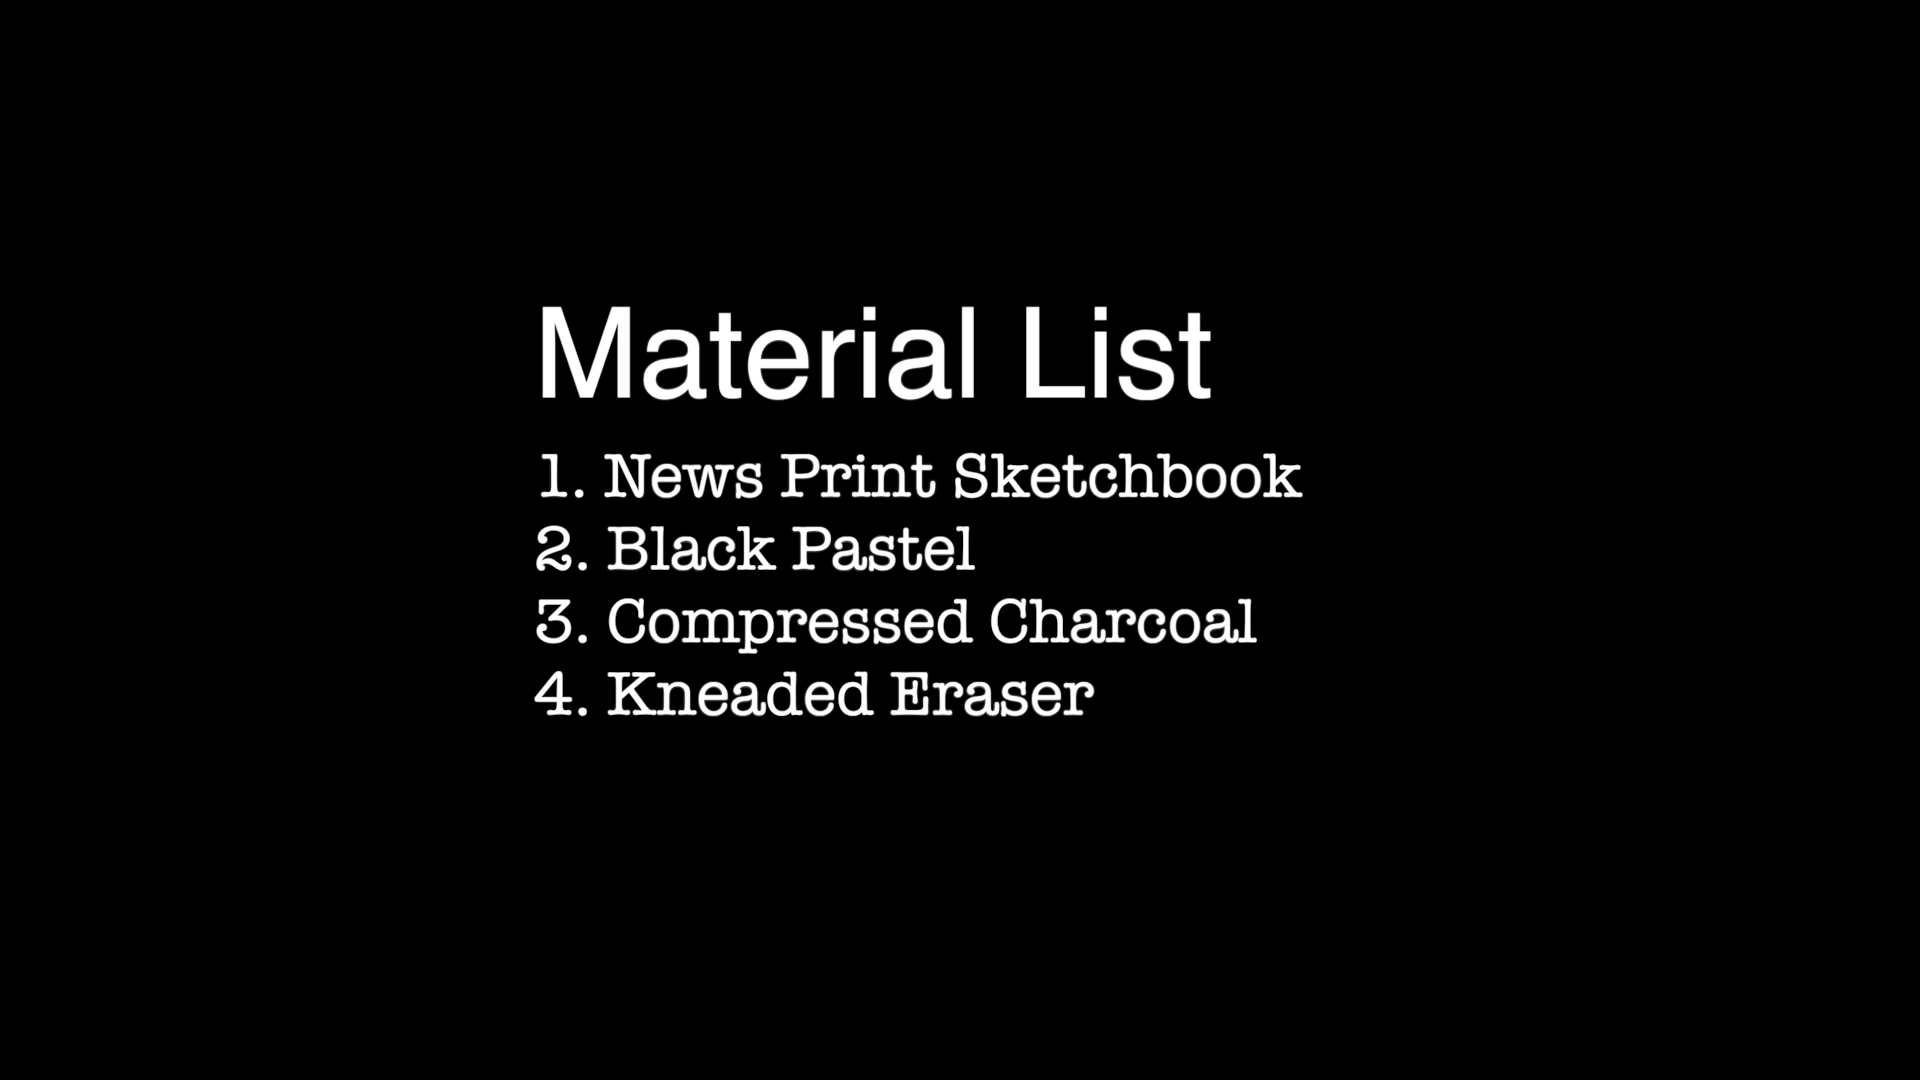 Material List
1. News Print Sketchbook
2. Black Pastel
3. Compressed Charcoal
4. Kneaded Eraser